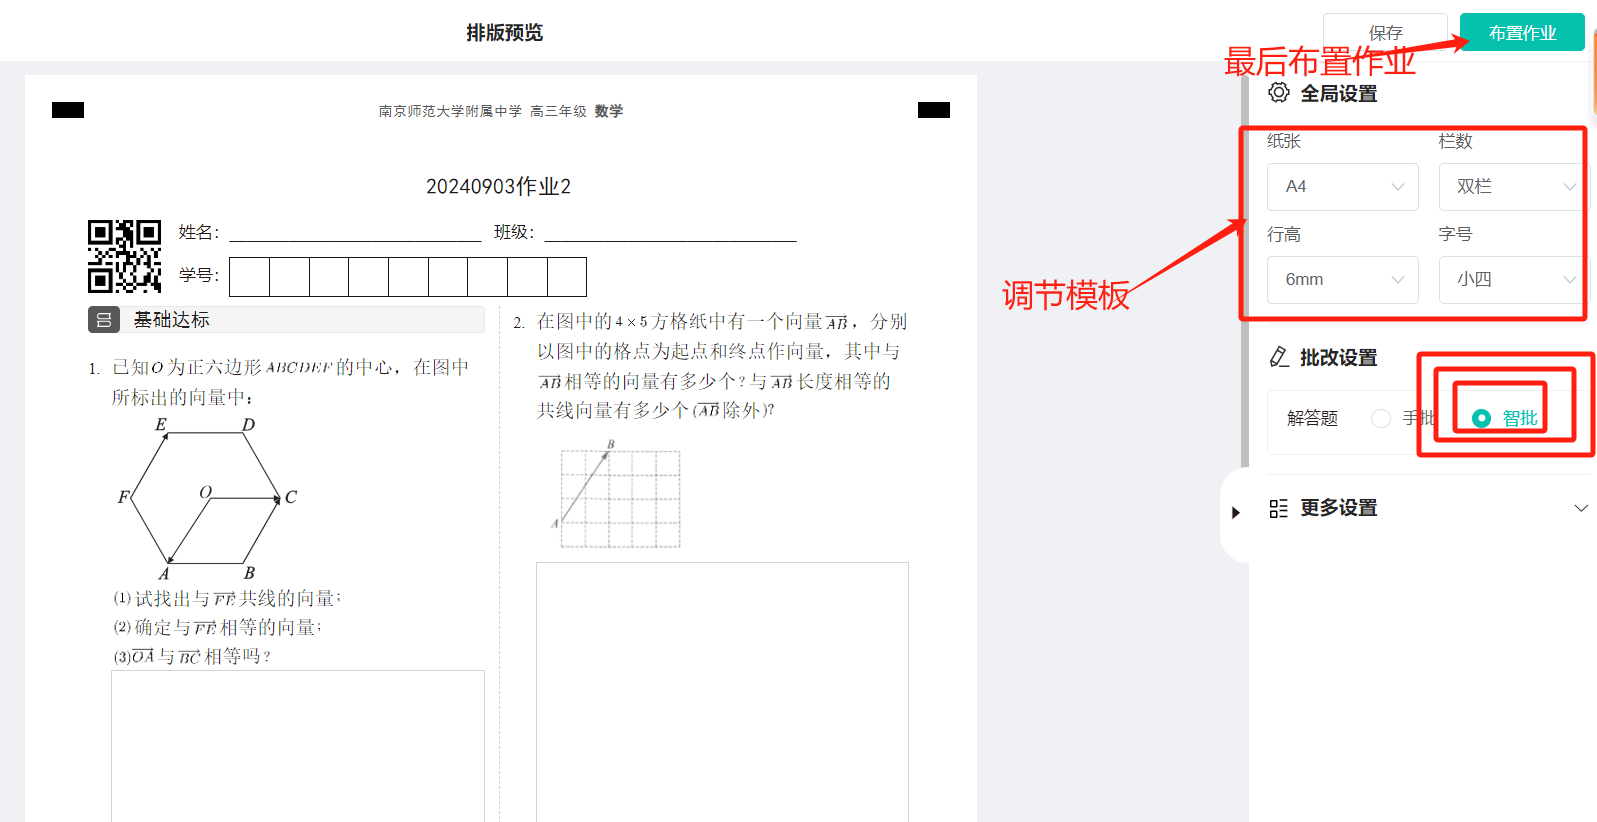 排版预览
保存
布置作业
最后布置作业
南京师范大学附属中学 高三年级 数学
20240903作业2
姓名：
班级：
学号：
基础达标
1. 已知O为正六边形ABCDEF的中心，在图中
所标出的向量中：
E D
F O C
A B
(1)试找出与FE共线的向量；
(2)确定与FE相等的向量；
(3)OA与BC相等吗？
2. 在图中的4×5方格纸中有一个向量AB，分别
以图中的格点为起点和终点作向量，其中与
AB相等的向量有多少个？与AB长度相等的
共线向量有多少个(AB除外)？
B
A
调节模板
全局设置
纸张 栏数
A4 双栏
行高 字号
6mm 小四
批改设置
解答题 手批 智批
更多设置